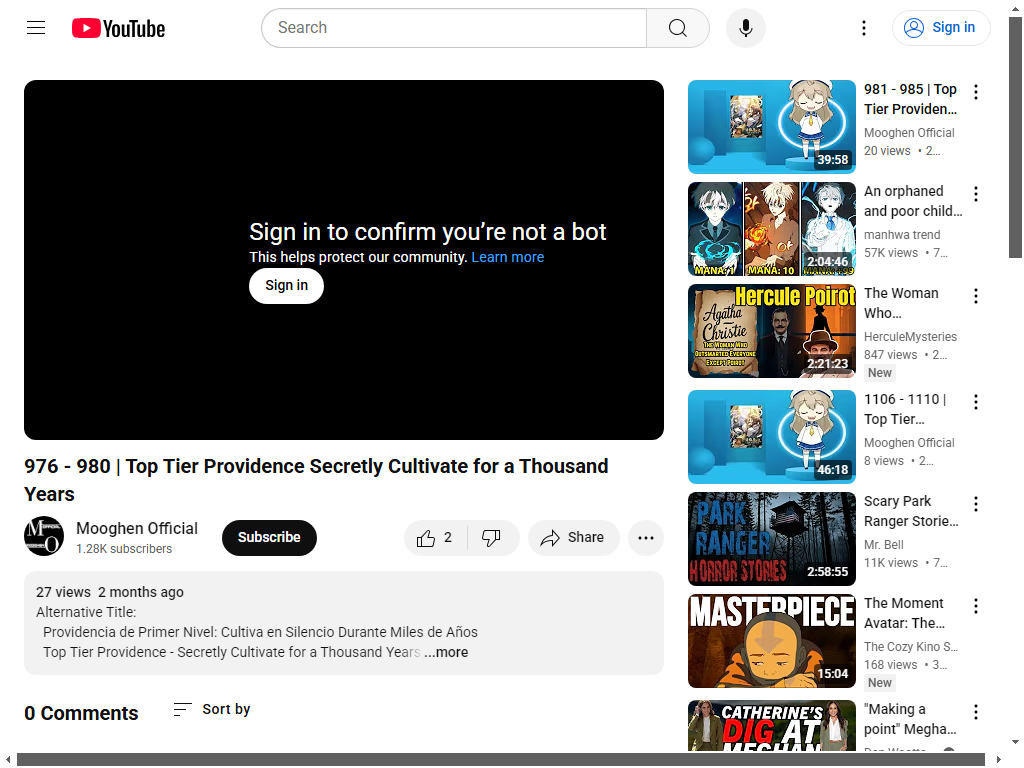 YouTube
Search
Sign in
Sign in to confirm you're not a bot
This helps protect our community. Learn more
Sign in
976 - 980 | Top Tier Providence Secretly Cultivate for a Thousand
Years
Mooghen Official
1.28K subscribers
Subscribe
2
Share
27 views 2 months ago
Alternative Title:
Providencia de Primer Nivel: Cultiva en Silencio Durante Miles de Años
Top Tier Providence - Secretly Cultivate for a Thousand Years ...more
0 Comments
Sort by
39:58
981 - 985 | Top
Tier Providen...
Mooghen Official
20 views • 2...
MANA: 1
MANA: 10
2:04:46
An orphaned
and poor child...
manhwa trend
57K views • 7...
Hercule Poirot
Agatha
Christie
The Woman Who
Outsmarted Everyone
Except Poirot
2:21:23
The Woman
Who...
HerculeMysteries
847 views • 2...
New
46:18
1106 - 1110 |
Top Tier...
Mooghen Official
8 views • 2...
PARK
RANGER
HORROR STORIES
2:58:55
Scary Park
Ranger Storie...
Mr. Bell
11K views • 7...
MASTERPIECE
15:04
The Moment
Avatar: The...
The Cozy Kino S...
168 views • 3...
New
CATHERINE'S
DIG AT
MEGHAN
"Making a
point" Megha...